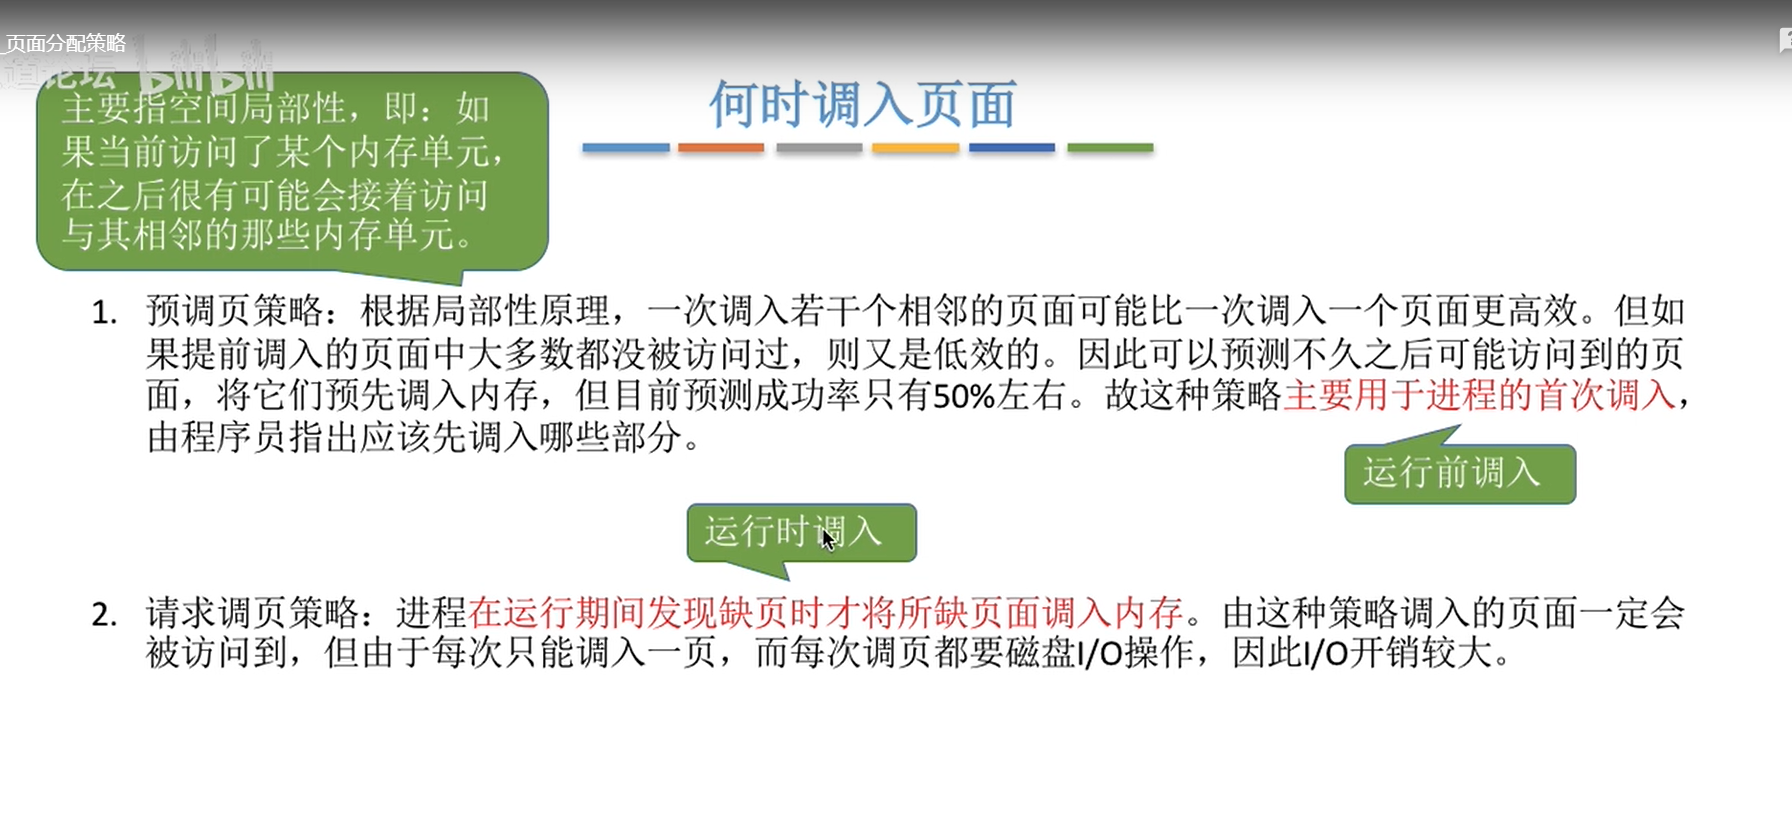 _页面分配策略
道论坛 bilibili
主要指空间局部性，即：如
果当前访问了某个内存单元，
在之后很有可能会接着访问
与其相邻的那些内存单元。
何时调入页面
1. 预调页策略：根据局部性原理，一次调入若干个相邻的页面可能比一次调入一个页面更高效。但如
果提前调入的页面中大多数都没被访问过，则又是低效的。因此可以预测不久之后可能访问到的页
面，将它们预先调入内存，但目前预测成功率只有50%左右。故这种策略主要用于进程的首次调入，
由程序员指出应该先调入哪些部分。
运行前调入
运行时调入
2. 请求调页策略：进程在运行期间发现缺页时才将所缺页面调入内存。由这种策略调入的页面一定会
被访问到，但由于每次只能调入一页，而每次调页都要磁盘I/O操作，因此I/O开销较大。